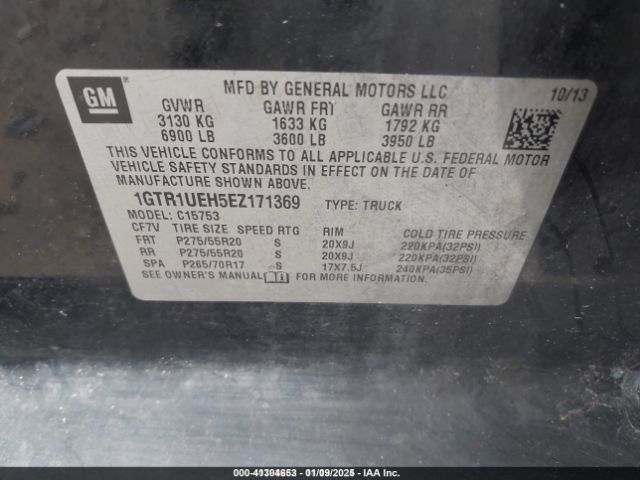 GM
MFD BY GENERAL MOTORS LLC
10/13
GVWR GAWR FRT GAWR RR
3130 KG 1633 KG 1792 KG
6900 LB 3600 LB 3950 LB
THIS VEHICLE CONFORMS TO ALL APPLICABLE U.S. FEDERAL MOTOR
VEHICLE SAFETY STANDARDS IN EFFECT ON THE DATE OF
MANUFACTURE SHOWN ABOVE.
1GTR1UEH5EZ171369 TYPE: TRUCK
MODEL: C15753
CF7V TIRE SIZE SPEED RTG RIM COLD TIRE PRESSURE
FRT P275/55R20 S 20X9J 220KPA(32PSI)
RR P275/55R20 S 20X9J 220KPA(32PSI)
SPA P265/70R17 S 17X7.5J 240KPA(35PSI)
SEE OWNER'S MANUAL FOR MORE INFORMATION.
000-41304653 - 01/09/2025 - IAA Inc.